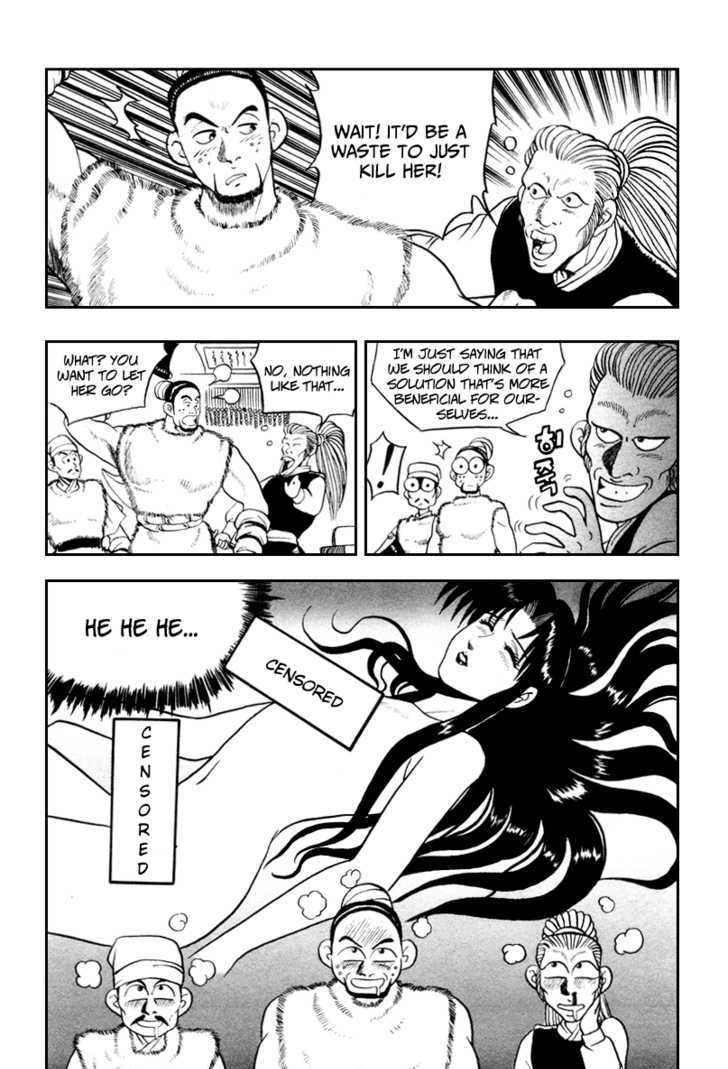 WAIT! IT'D BE A
WASTE TO JUST
KILL HER!
WHAT? YOU
WANT TO LET
HER GO?
NO, NOTHING
LIKE THAT...
I'M JUST SAYING THAT
WE SHOULD THINK OF A
SOLUTION THAT'S MORE
BENEFICIAL FOR OUR-
SELVES...
!
히
죽
HE HE HE...
CENSORED
CENSORED